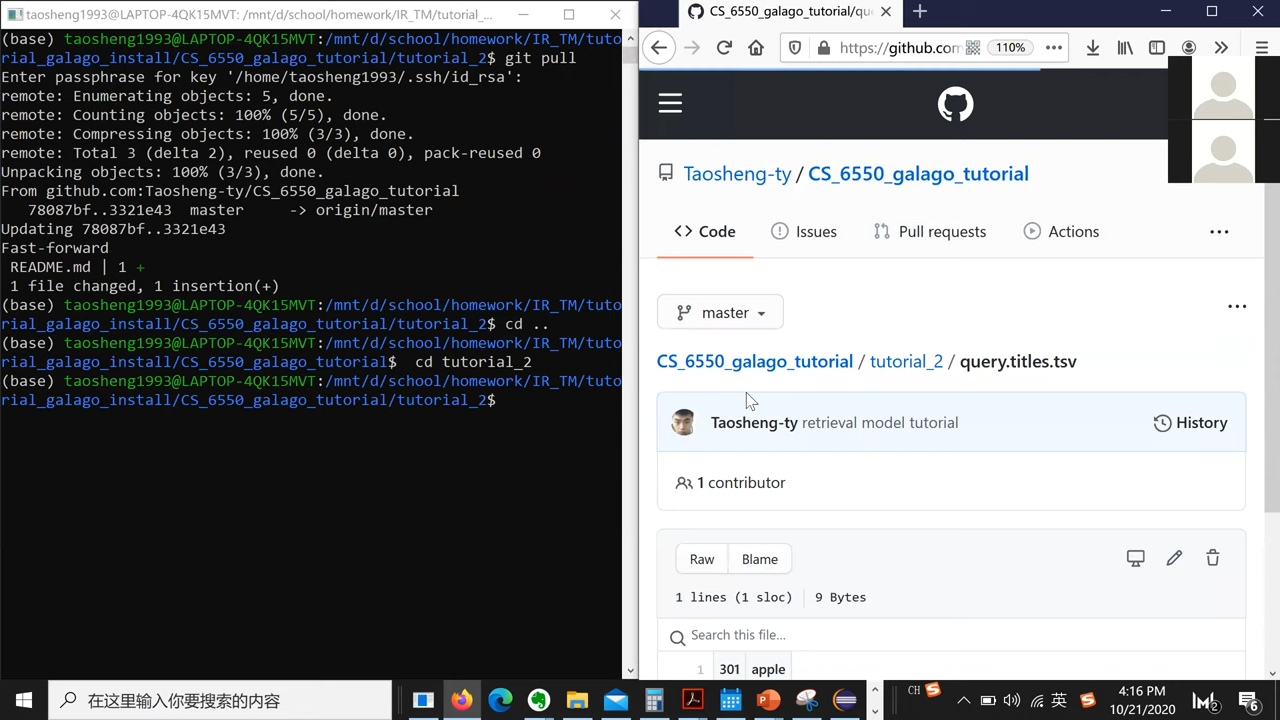 taosheng1993@LAPTOP-4QK15MVT: /mnt/d/school/homework/IR_TM/tutorial_...
(base) taosheng1993@LAPTOP-4QK15MVT:/mnt/d/school/homework/IR_TM/tuto
rial_galago_install/CS_6550_galago_tutorial/tutorial_2$ git pull
Enter passphrase for key '/home/taosheng1993/.ssh/id_rsa':
remote: Enumerating objects: 5, done.
remote: Counting objects: 100% (5/5), done.
remote: Compressing objects: 100% (3/3), done.
remote: Total 3 (delta 2), reused 0 (delta 0), pack-reused 0
Unpacking objects: 100% (3/3), done.
From github.com:Taosheng-ty/CS_6550_galago_tutorial
78087bf..3321e43 master -> origin/master
Updating 78087bf..3321e43
Fast-forward
README.md | 1 +
1 file changed, 1 insertion(+)
(base) taosheng1993@LAPTOP-4QK15MVT:/mnt/d/school/homework/IR_TM/tuto
rial_galago_install/CS_6550_galago_tutorial/tutorial_2$ cd ..
(base) taosheng1993@LAPTOP-4QK15MVT:/mnt/d/school/homework/IR_TM/tuto
rial_galago_install/CS_6550_galago_tutorial$ cd tutorial_2
(base) taosheng1993@LAPTOP-4QK15MVT:/mnt/d/school/homework/IR_TM/tuto
rial_galago_install/CS_6550_galago_tutorial/tutorial_2$
CS_6550_galago_tutorial/que
https://github.com 110%
Taosheng-ty / CS_6550_galago_tutorial
Code Issues Pull requests Actions
master
CS_6550_galago_tutorial / tutorial_2 / query.titles.tsv
Taosheng-ty retrieval model tutorial History
1 contributor
Raw Blame
1 lines (1 sloc) 9 Bytes
Search this file...
1 301 apple
在这里输入你要搜索的内容
CH
英
4:16 PM
10/21/2020
2
6